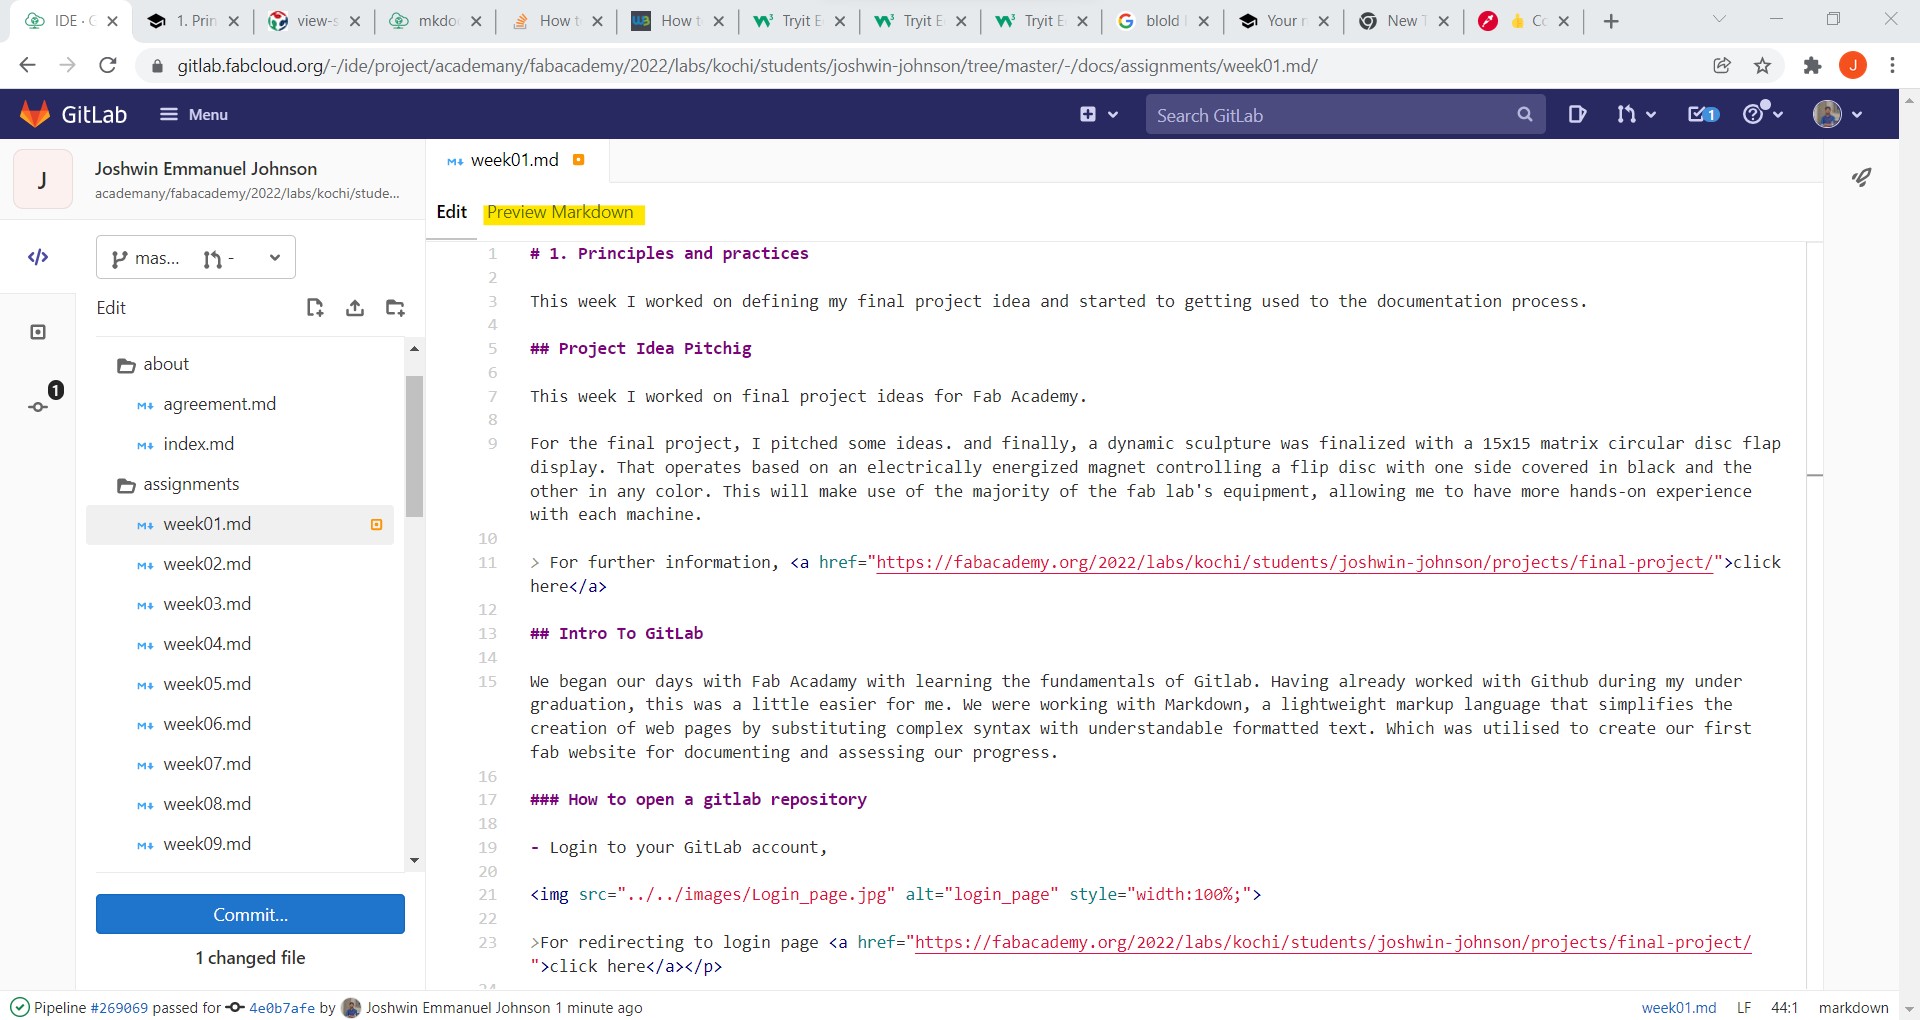 IDE · G
1. Prin
view-s
mkdoc
How t
How t
Tryit E
Tryit E
Tryit E
blold
Your r
New T
Co
gitlab.fabcloud.org/-/ide/project/academany/fabacademy/2022/labs/kochi/students/joshwin-johnson/tree/master/-/docs/assignments/week01.md/
J
GitLab
Menu
Search GitLab
1
J
Joshwin Emmanuel Johnson
academany/fabacademy/2022/labs/kochi/stude...
week01.md
Edit
Preview Markdown
mas...
-
Edit
1
about
agreement.md
index.md
assignments
week01.md
week02.md
week03.md
week04.md
week05.md
week06.md
week07.md
week08.md
week09.md
Commit...
1 changed file
1 # 1. Principles and practices
2
3 This week I worked on defining my final project idea and started to getting used to the documentation process.
4
5 ## Project Idea Pitchig
6
7 This week I worked on final project ideas for Fab Academy.
8
9 For the final project, I pitched some ideas. and finally, a dynamic sculpture was finalized with a 15x15 matrix circular disc flap
display. That operates based on an electrically energized magnet controlling a flip disc with one side covered in black and the
other in any color. This will make use of the majority of the fab lab's equipment, allowing me to have more hands-on experience
with each machine.
10
11 > For further information, <a href="https://fabacademy.org/2022/labs/kochi/students/joshwin-johnson/projects/final-project/">click
here</a>
12
13 ## Intro To GitLab
14
15 We began our days with Fab Acadamy with learning the fundamentals of Gitlab. Having already worked with Github during my under
graduation, this was a little easier for me. We were working with Markdown, a lightweight markup language that simplifies the
creation of web pages by substituting complex syntax with understandable formatted text. Which was utilised to create our first
fab website for documenting and assessing our progress.
16
17 ### How to open a gitlab repository
18
19 - Login to your GitLab account,
20
21 <img src="../../images/Login_page.jpg" alt="login_page" style="width:100%;">
22
23 >For redirecting to login page <a href="https://fabacademy.org/2022/labs/kochi/students/joshwin-johnson/projects/final-project/
">click here</a></p>
Pipeline #269069 passed for 4e0b7afe by Joshwin Emmanuel Johnson 1 minute ago
week01.md LF 44:1 markdown